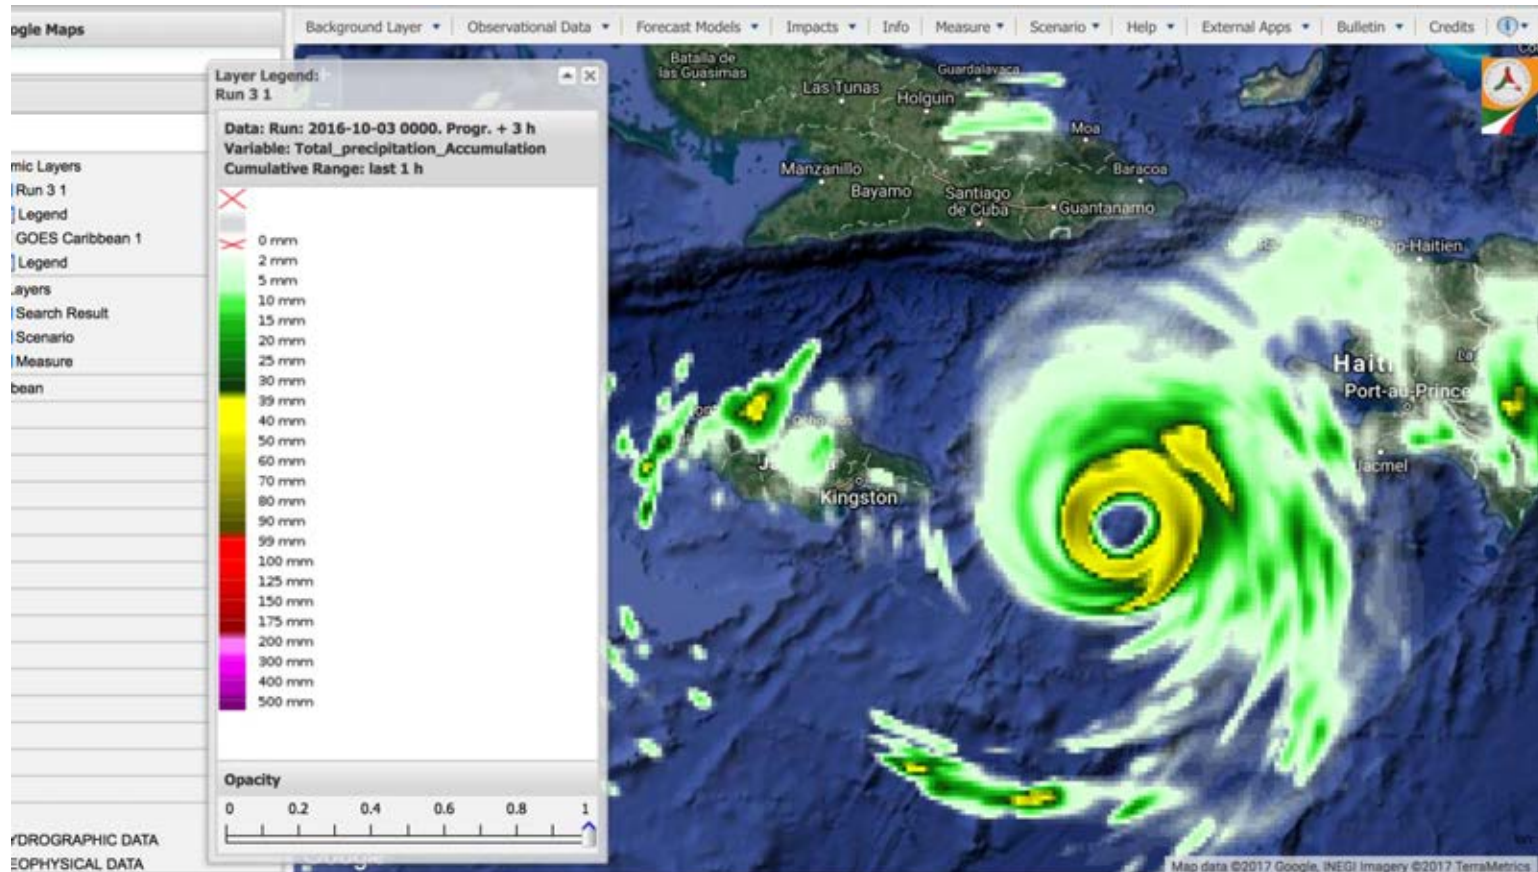 ogle Maps
Background Layer
Observational Data
Forecast Models
Impacts
Info
Measure
Scenario
Help
External Apps
Bulletin
Credits
mic Layers
Run 3 1
Legend
GOES Caribbean 1
Legend
ayers
Search Result
Scenario
Measure
bean
YDROGRAPHIC DATA
EOPHYSICAL DATA
Layer Legend:
Run 3 1
Data: Run: 2016-10-03 0000. Progr. + 3 h
Variable: Total_precipitation_Accumulation
Cumulative Range: last 1 h
0 mm
2 mm
5 mm
10 mm
15 mm
20 mm
25 mm
30 mm
39 mm
40 mm
50 mm
60 mm
70 mm
80 mm
90 mm
99 mm
100 mm
125 mm
150 mm
175 mm
200 mm
300 mm
400 mm
500 mm
Opacity
0 0.2 0.4 0.6 0.8 1
Google
Batalla de
las Guasimas
Las Tunas
Holguin
Guardalavaca
Moa
Manzanillo
Bayamo
Santiago
de Cuba
Baracoa
Guantanamo
ap-Haitien
Haiti
Port-au-Prince
Jacmel
Kingston
Map data ©2017 Google, INEGI Imagery ©2017 TerraMetrics